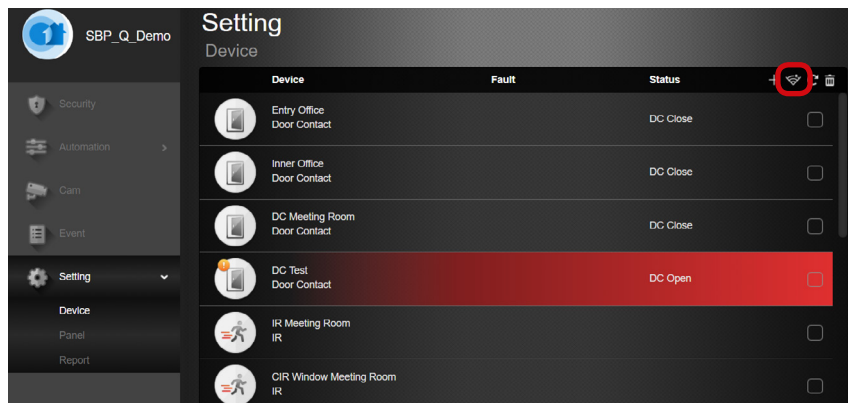 1
SBP_Q_Demo
Setting
Device
Device Fault Status
Security
Automation
Cam
Event
Setting
Device
Panel
Report
Entry Office
Door Contact
DC Close
Inner Office
Door Contact
DC Close
DC Meeting Room
Door Contact
DC Close
DC Test
Door Contact
DC Open
IR Meeting Room
IR
CIR Window Meeting Room
IR